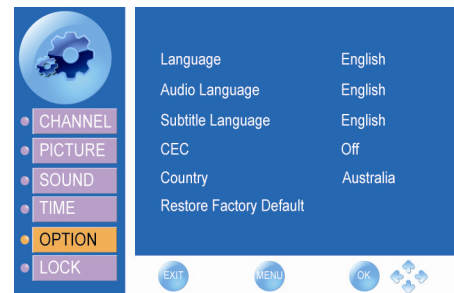 CHANNEL
PICTURE
SOUND
TIME
OPTION
LOCK
Language English
Audio Language English
Subtitle Language English
CEC Off
Country Australia
Restore Factory Default
EXIT MENU OK